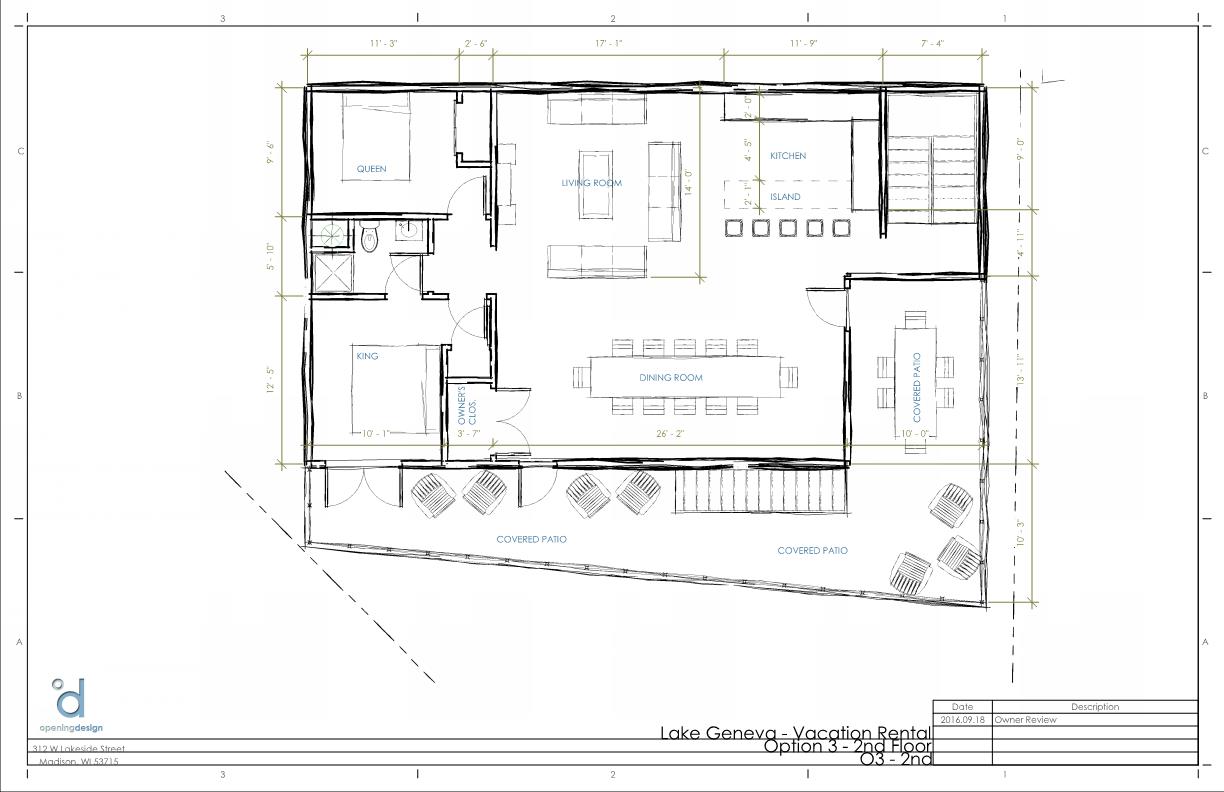 3 2 1
11' - 3" 2' - 6" 17' - 1" 11' - 9" 7' - 4"
C C
9' - 6"
QUEEN
LIVING ROOM
14' - 0"
2' - 0"
4' - 5"
2' - 1"
KITCHEN
ISLAND
9' - 0"
5' - 10"
4' - 11"
KING
12' - 5"
OWNER'S
CLOS.
DINING ROOM
COVERED PATIO
13' - 11"
B B
10' - 1" 3' - 7" 26' - 2" 10' - 0"
COVERED PATIO
COVERED PATIO
10' - 3"
A A
openingdesign
312 W Lakeside Street
Madison, WI 53715
Lake Geneva - Vacation Rental
Option 3 - 2nd Floor
O3 - 2nd
Date Description
2016.09.18 Owner Review
3 2 1